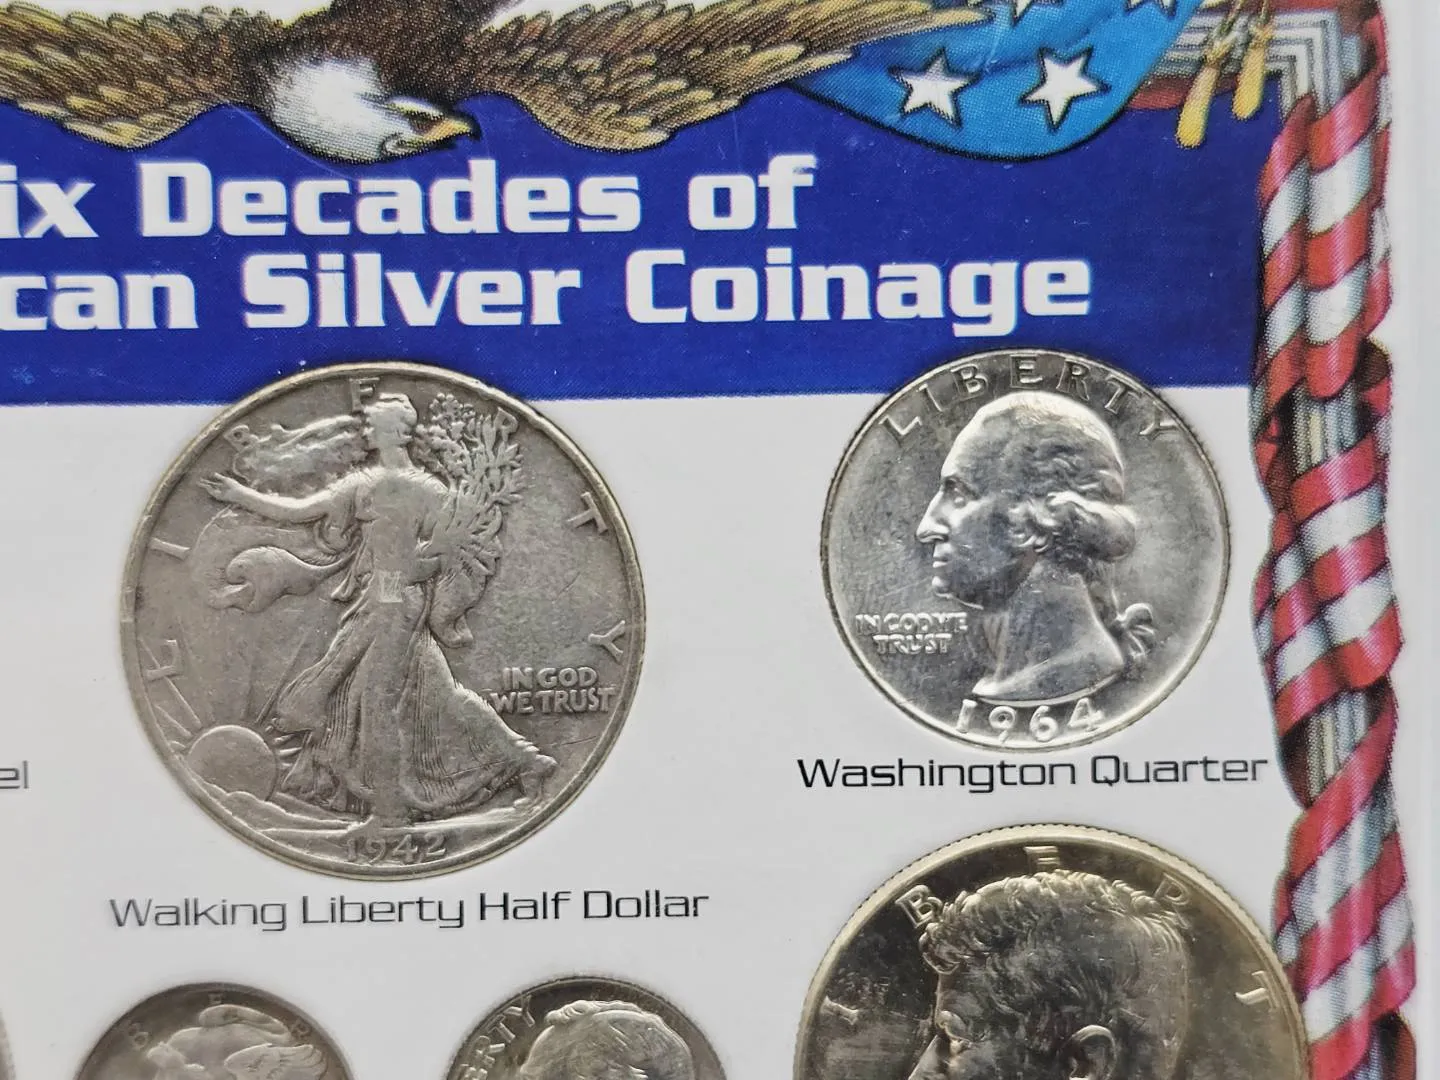 ix Decades of
can Silver Coinage
LIBERTY
IN GOD WE
TRUST
1964
Washington Quarter
LIBERTY
IN GOD
WE TRUST
1942
el
Walking Liberty Half Dollar
B E R
ERTY
I B E R T